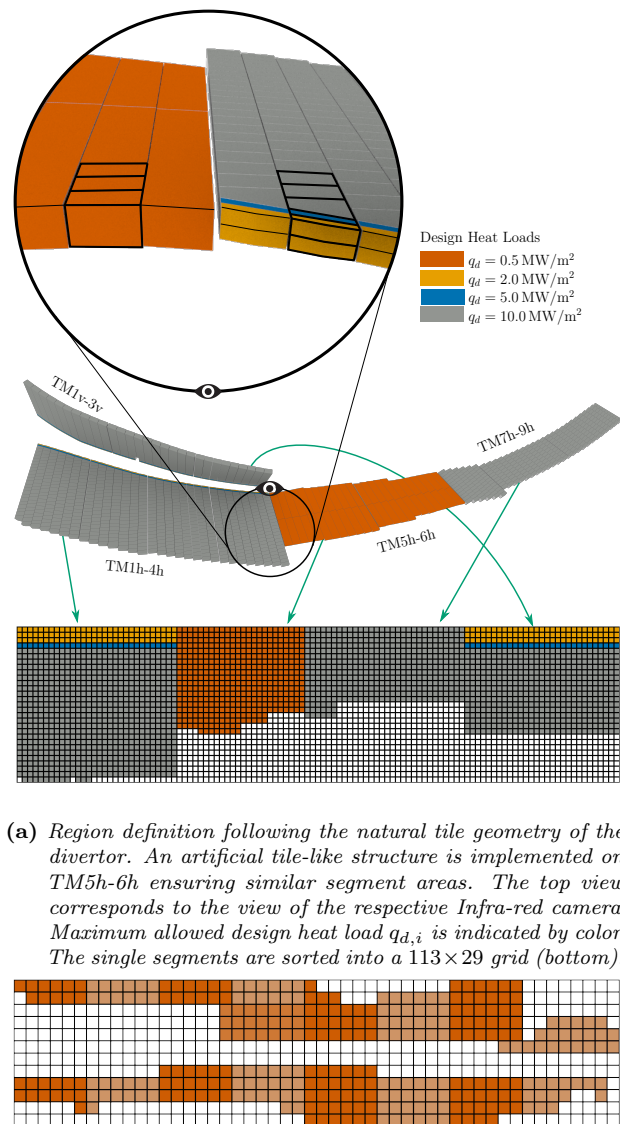 Design Heat Loads
q_d = 0.5 MW/m²
q_d = 2.0 MW/m²
q_d = 5.0 MW/m²
q_d = 10.0 MW/m²
TM1v-3v
TM7h-9h
TM5h-6h
TM1h-4h
(a) Region definition following the natural tile geometry of the
divertor. An artificial tile-like structure is implemented on
TM5h-6h ensuring similar segment areas. The top view
corresponds to the view of the respective Infra-red camera
Maximum allowed design heat load q_{d,i} is indicated by color
The single segments are sorted into a 113×29 grid (bottom)